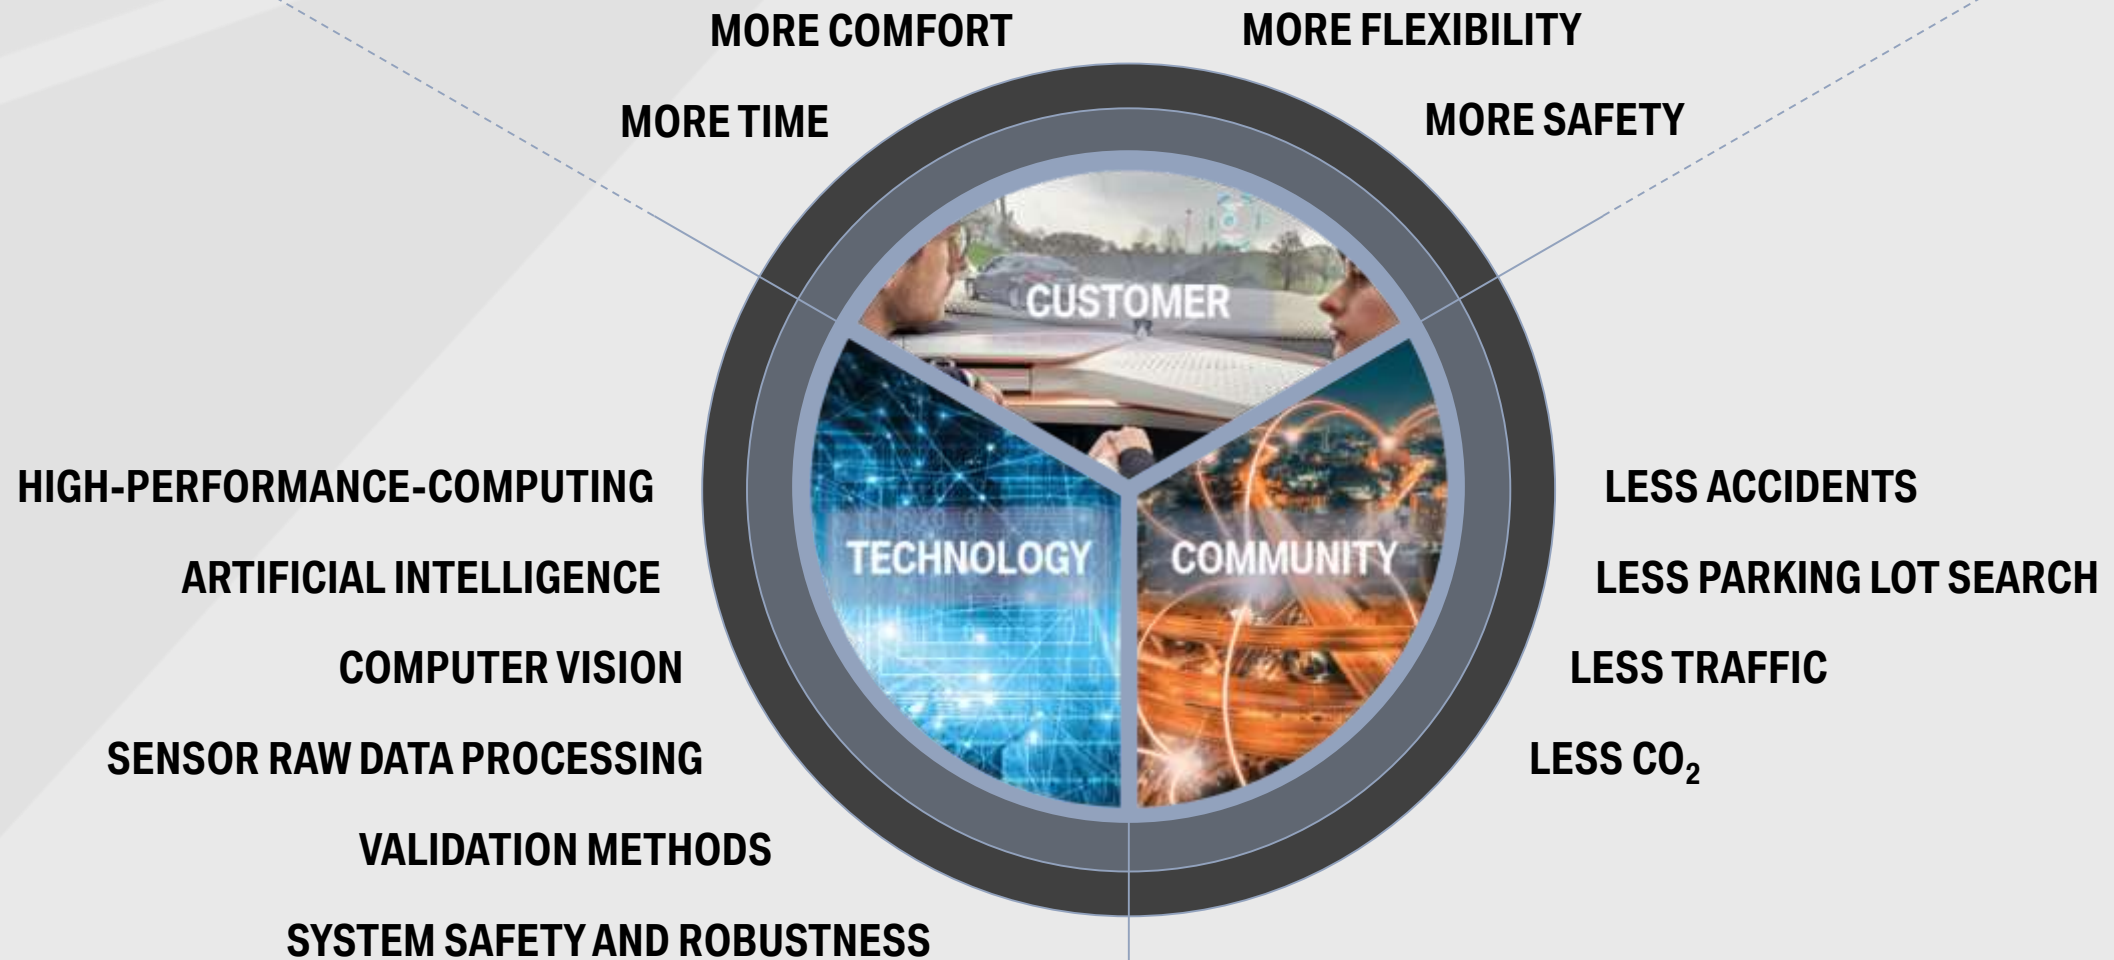 MORE COMFORT
MORE FLEXIBILITY
MORE TIME
MORE SAFETY
CUSTOMER
HIGH-PERFORMANCE-COMPUTING
ARTIFICIAL INTELLIGENCE
COMPUTER VISION
SENSOR RAW DATA PROCESSING
VALIDATION METHODS
SYSTEM SAFETY AND ROBUSTNESS
TECHNOLOGY
COMMUNITY
LESS ACCIDENTS
LESS PARKING LOT SEARCH
LESS TRAFFIC
LESS CO₂